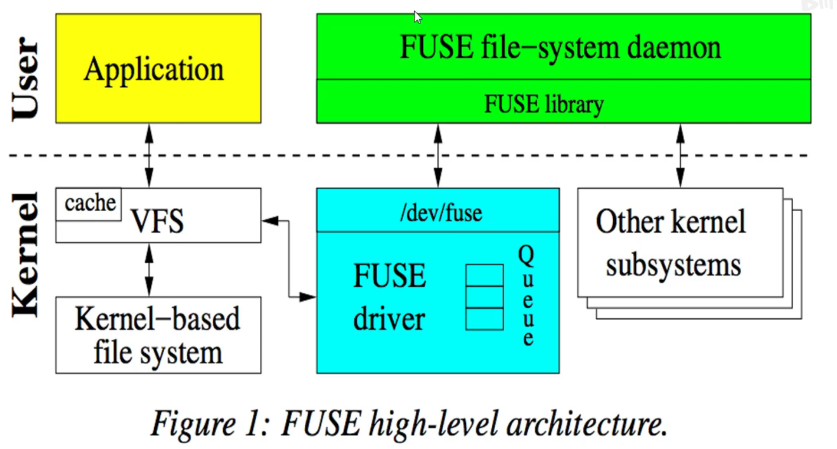 User
Application
FUSE file-system daemon
FUSE library
Kernel
cache
VFS
Kernel-based
file system
/dev/fuse
FUSE
driver
Queue
Other kernel
subsystems
Figure 1: FUSE high-level architecture.